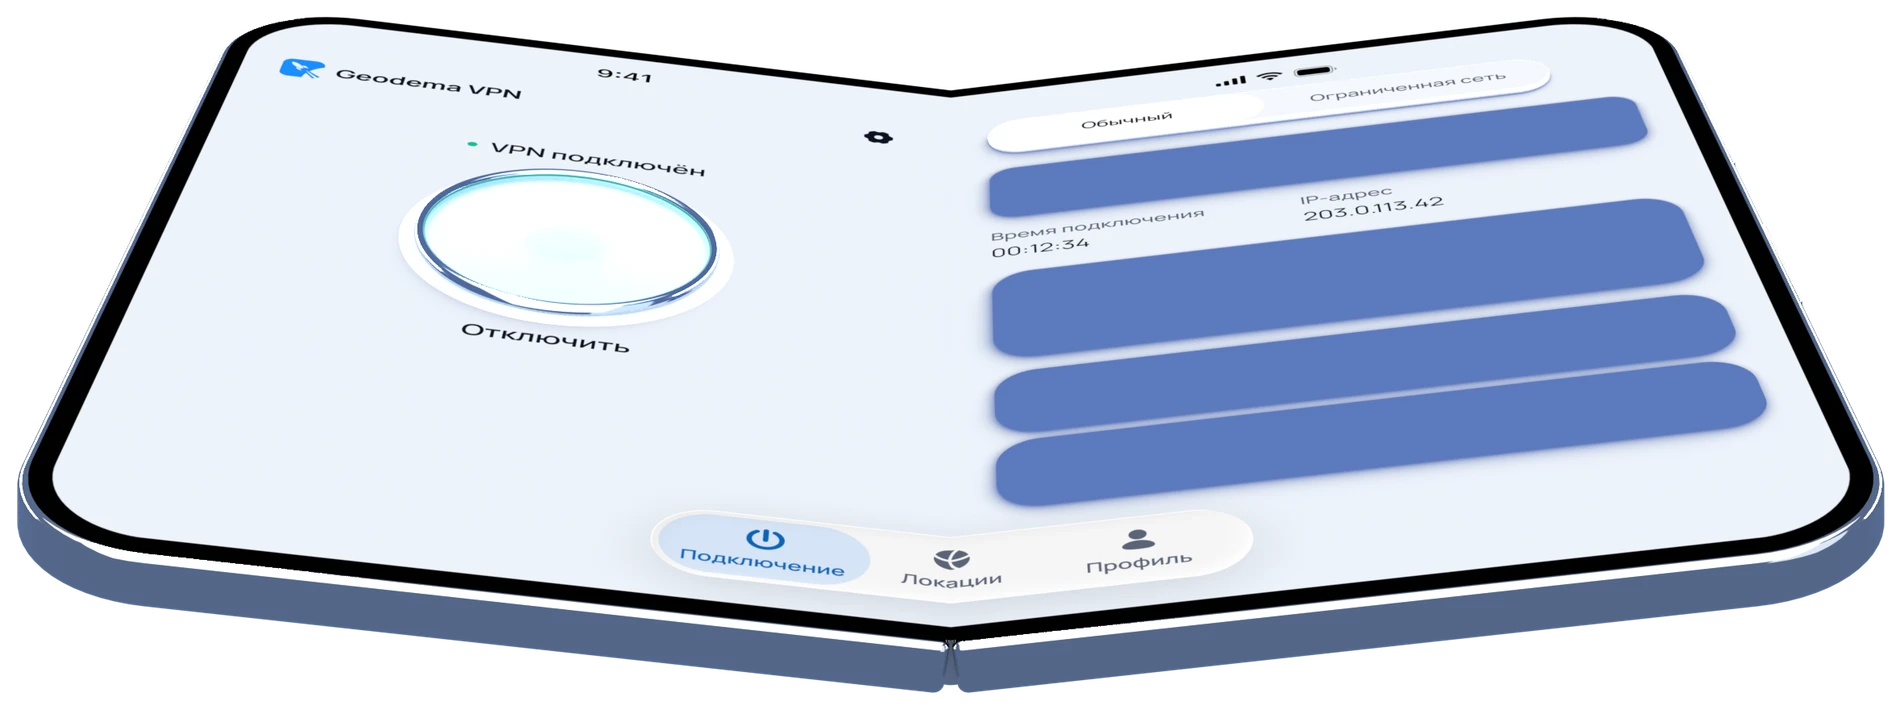 Geodema VPN
9:41
VPN подключён
Отключить
Обычный
Ограниченная сеть
Время подключения
00:12:34
IP-адрес
203.0.113.42
Подключение
Локации
Профиль